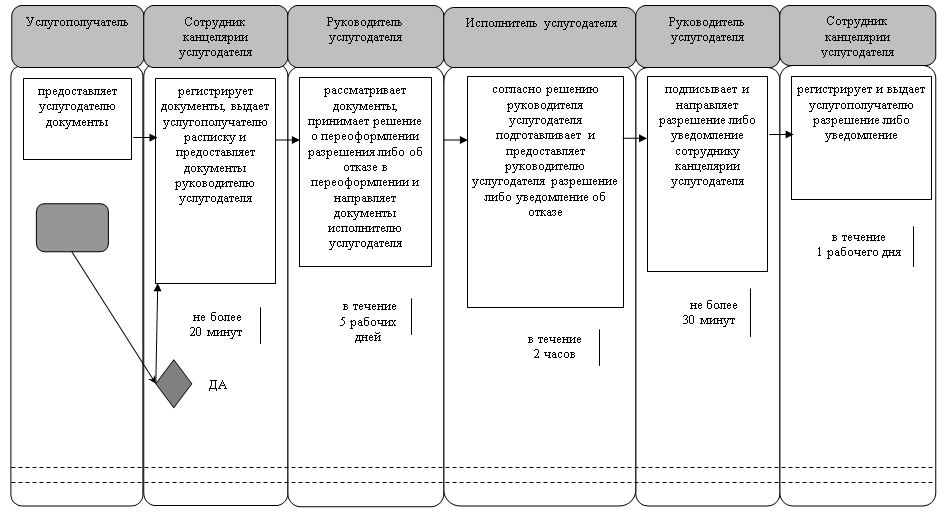 Услугополучатель
Сотрудник
канцелярии
услугодателя
Руководитель
услугодателя
Исполнитель услугодателя
Руководитель
услугодателя
Сотрудник
канцелярии
услугодателя
предоставляет
услугодателю
документы
регистрирует
документы, выдает
услугополучателю
расписку и
предоставляет
документы
руководителю
услугодателя
не более
20 минут
ДА
рассматривает
документы,
принимает решение
о переоформлении
разрешения либо об
отказе в
переоформлении и
направляет
документы
исполнителю
услугодателя
в течение
5 рабочих
дней
согласно решению
руководителя
услугодателя
подготавливает и
предоставляет
руководителю
услугодателя разрешение
либо уведомление об
отказе
в течение
2 часов
подписывает и
направляет
разрешение либо
уведомление
сотруднику
канцелярии
услугодателя
не более
30 минут
регистрирует и выдает
услугополучателю
разрешение или
уведомление
в течение
1 рабочего дня